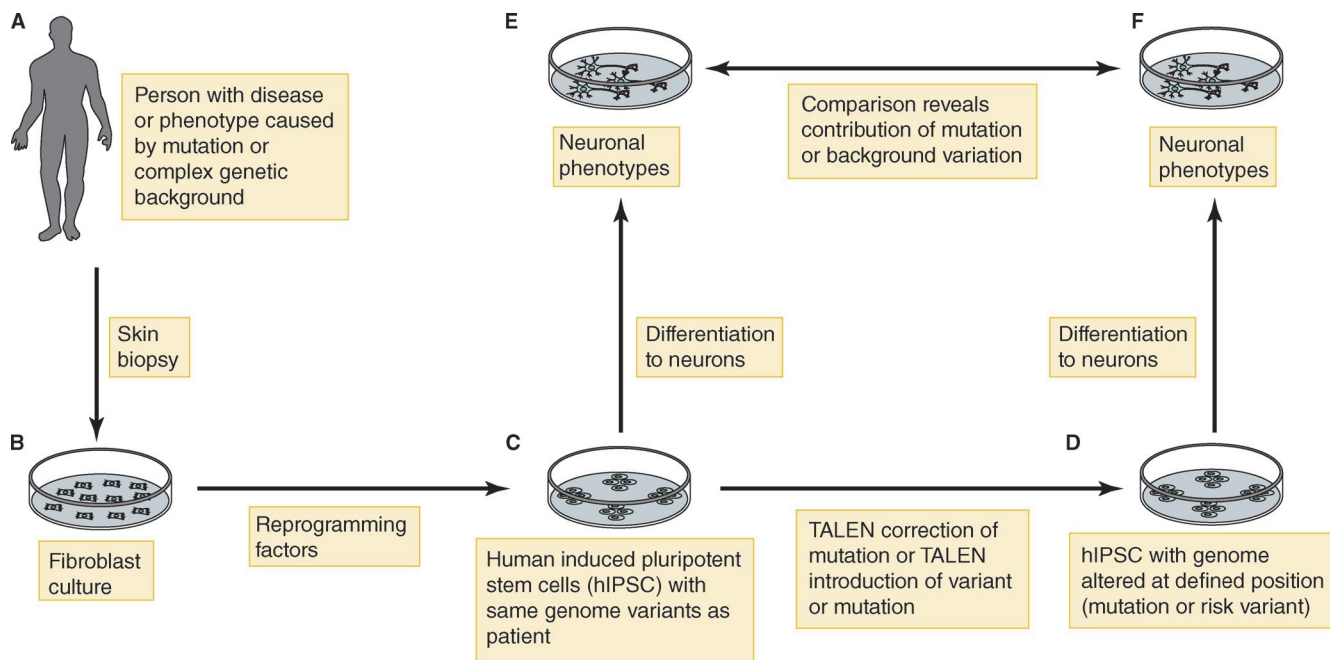 A
Person with disease
or phenotype caused
by mutation or
complex genetic
background
Skin
biopsy
B
Fibroblast
culture
Reprogramming
factors
C
Human induced pluripotent
stem cells (hIPSC) with
same genome variants as
patient
TALEN correction of
mutation or TALEN
introduction of variant
or mutation
D
hIPSC with genome
altered at defined position
(mutation or risk variant)
Differentiation
to neurons
Differentiation
to neurons
E
Neuronal
phenotypes
Comparison reveals
contribution of mutation
or background variation
F
Neuronal
phenotypes